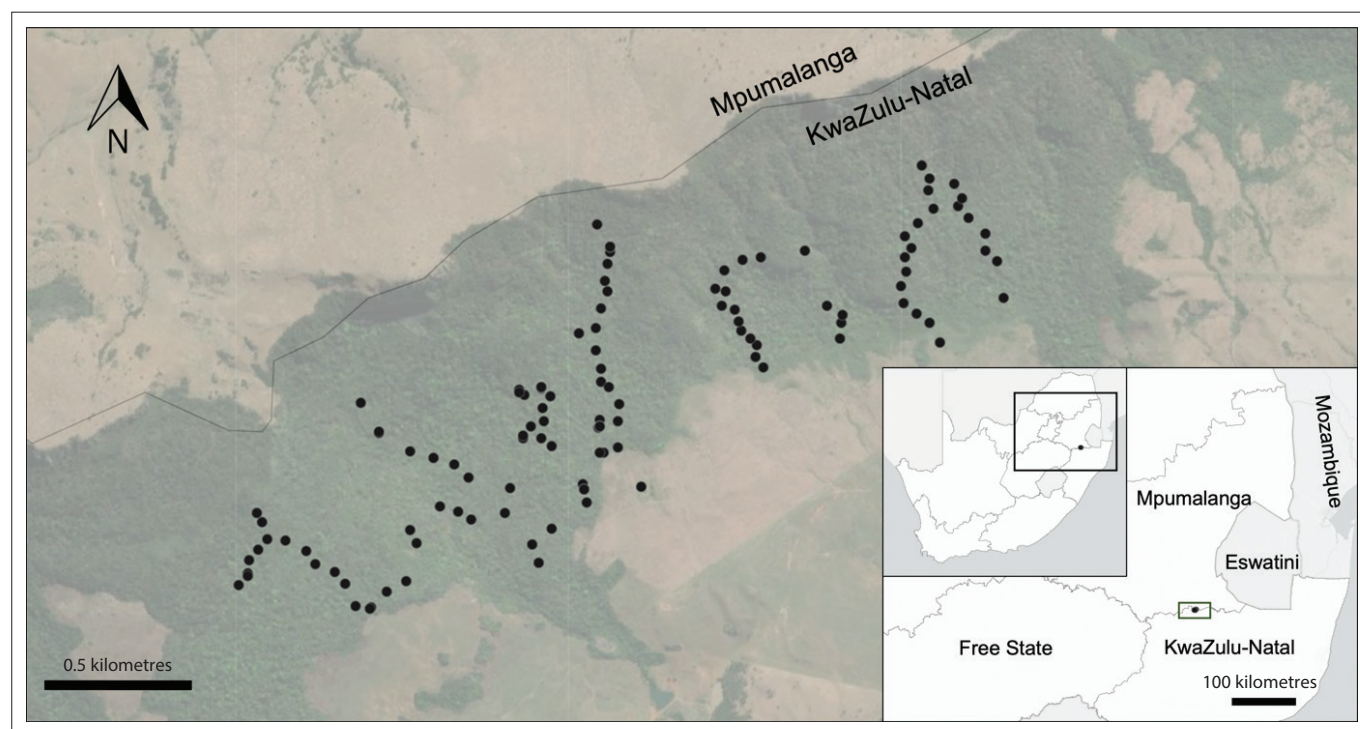 Mpumalanga
KwaZulu-Natal
N
0.5 kilometres
Mozambique
Mpumalanga
Eswatini
Free State
KwaZulu-Natal
100 kilometres